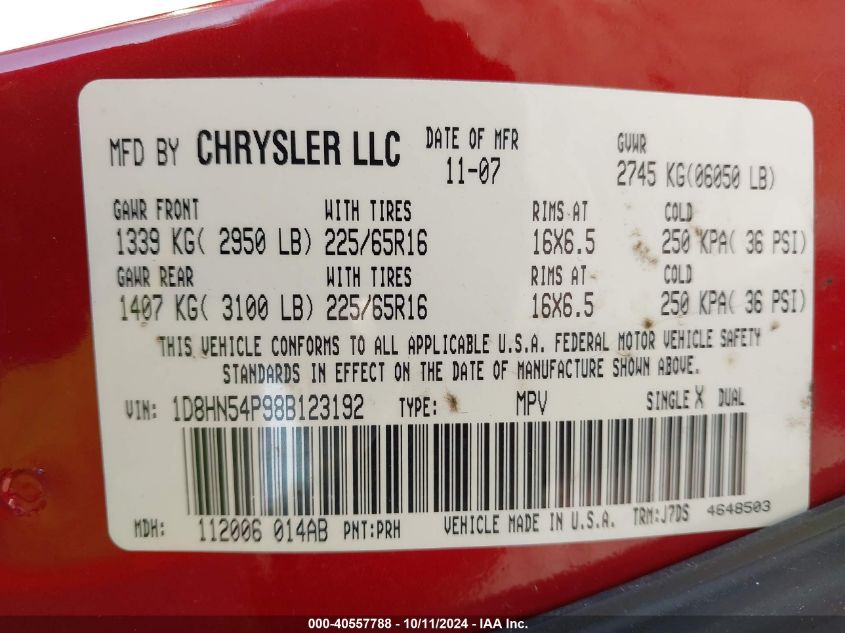 MFD BY CHRYSLER LLC DATE OF MFR GVWR
11-07 2745 KG(06050 LB)
GAWR FRONT WITH TIRES RIMS AT COLD
1339 KG( 2950 LB) 225/65R16 16X6.5 250 KPA( 36 PSI)
GAWR REAR WITH TIRES RIMS AT COLD
1407 KG( 3100 LB) 225/65R16 16X6.5 250 KPA( 36 PSI)
THIS VEHICLE CONFORMS TO ALL APPLICABLE U.S.A. FEDERAL MOTOR VEHICLE SAFETY
STANDARDS IN EFFECT ON THE DATE OF MANUFACTURE SHOWN ABOVE.
VIN: 1D8HN54P98B123192 TYPE: MPV SINGLE X DUAL
MDH: 112006 014AB PNT:PRH VEHICLE MADE IN U.S.A. TRM:J7DS 4648503
000-40557788 - 10/11/2024 - IAA Inc.